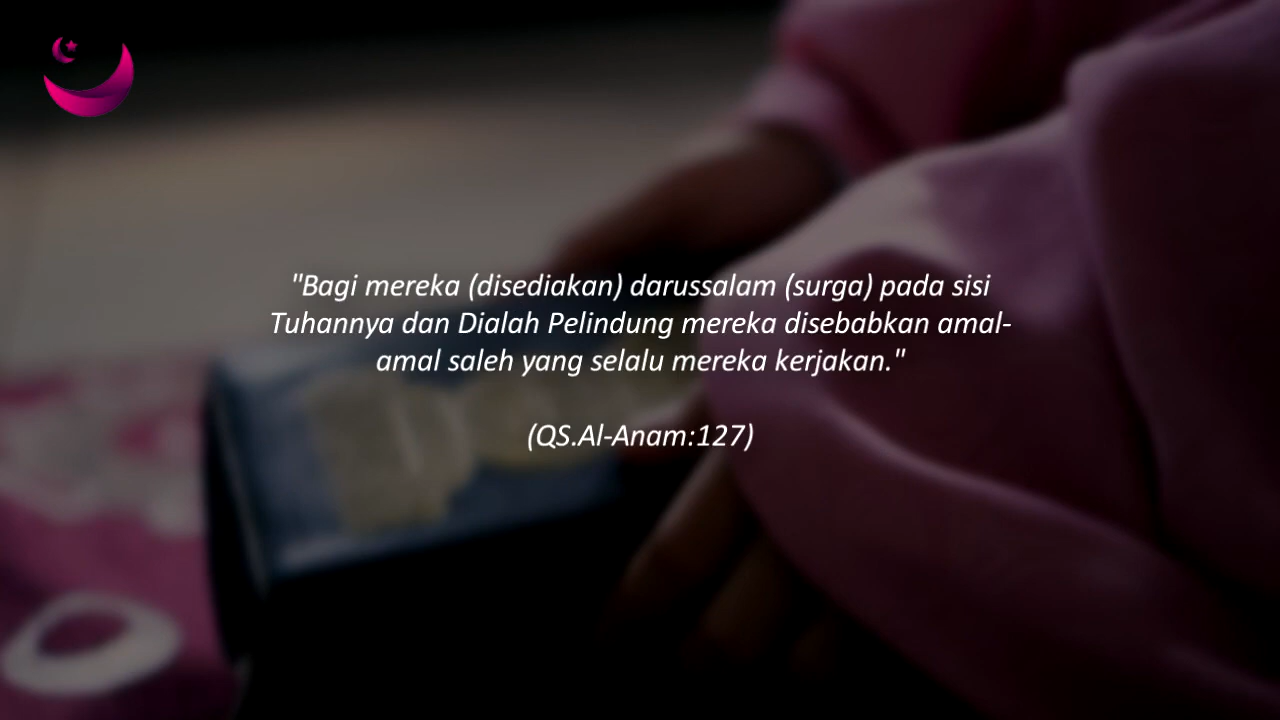 "Bagi mereka (disediakan) darussalam (surga) pada sisi
Tuhannya dan Dialah Pelindung mereka disebabkan amal-
amal saleh yang selalu mereka kerjakan."
(QS.Al-Anam:127)